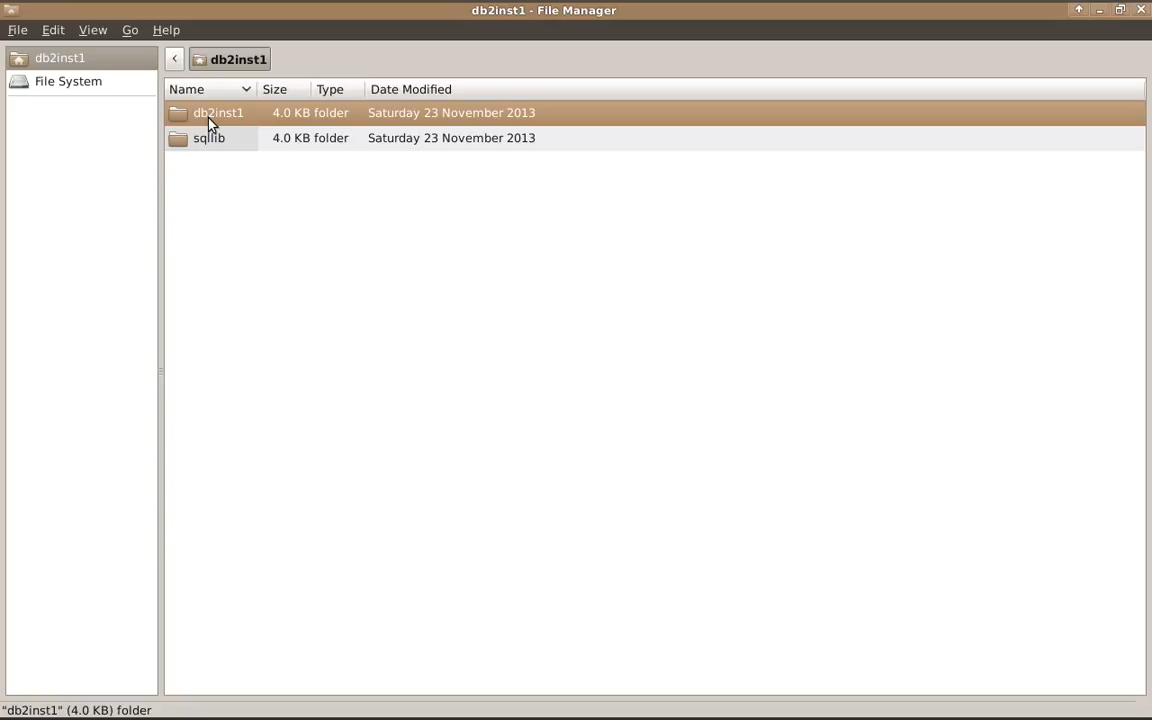 db2inst1 - File Manager
File Edit View Go Help
db2inst1
File System
db2inst1
Name Size Type Date Modified
db2inst1 4.0 KB folder Saturday 23 November 2013
sqllib 4.0 KB folder Saturday 23 November 2013
"db2inst1" (4.0 KB) folder